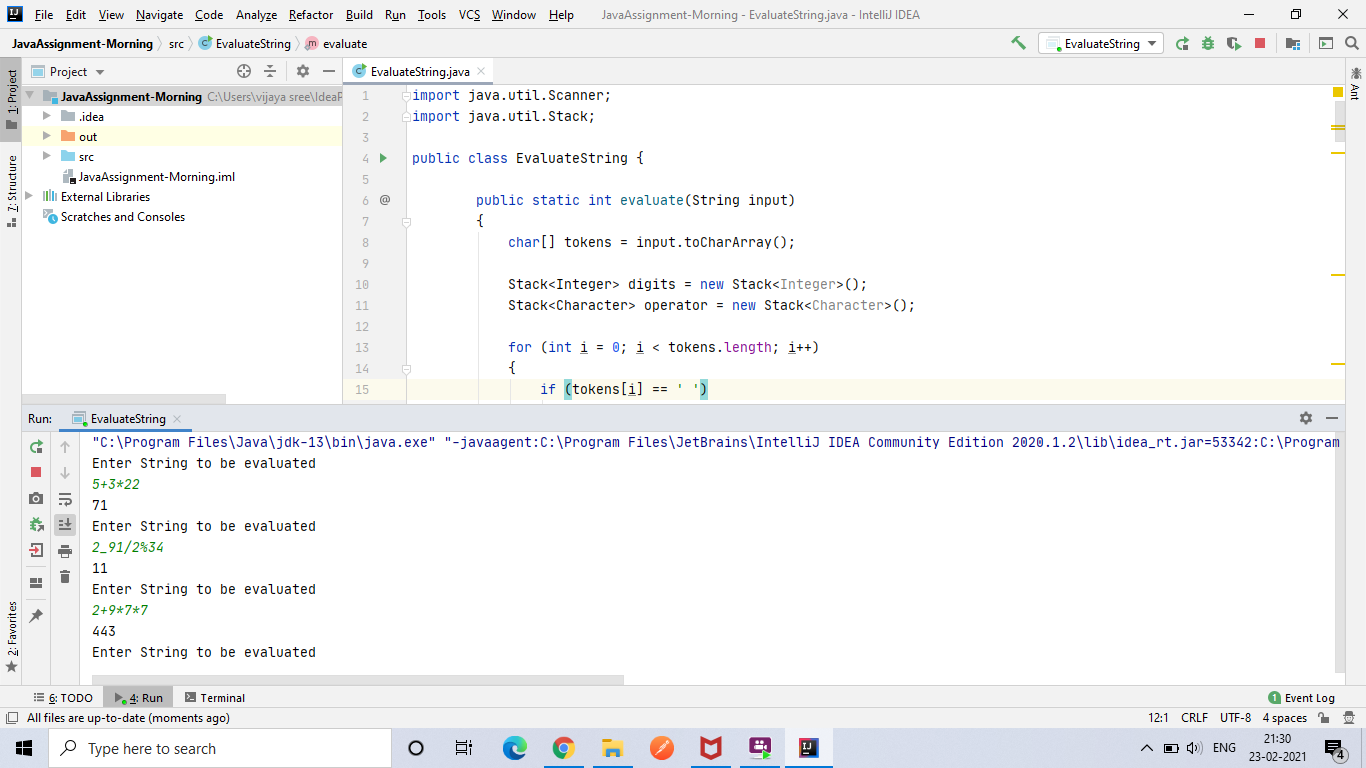 File Edit View Navigate Code Analyze Refactor Build Run Tools VCS Window Help JavaAssignment-Morning - EvaluateString.java - IntelliJ IDEA
JavaAssignment-Morning src EvaluateString evaluate EvaluateString
Project EvaluateString.java
1: Project
7: Structure
2: Favorites
Ant
JavaAssignment-Morning C:\Users\vijaya sree\IdeaP
.idea
out
src
JavaAssignment-Morning.iml
External Libraries
Scratches and Consoles
1 import java.util.Scanner;
2 import java.util.Stack;
3
4 public class EvaluateString {
5
6 @ public static int evaluate(String input)
7 {
8 char[] tokens = input.toCharArray();
9
10 Stack<Integer> digits = new Stack<Integer>();
11 Stack<Character> operator = new Stack<Character>();
12
13 for (int i = 0; i < tokens.length; i++)
14 {
15 if (tokens[i] == ' ')
Run: EvaluateString
"C:\Program Files\Java\jdk-13\bin\java.exe" "-javaagent:C:\Program Files\JetBrains\IntelliJ IDEA Community Edition 2020.1.2\lib\idea_rt.jar=53342:C:\Program
Enter String to be evaluated
5+3*22
71
Enter String to be evaluated
2_91/2%34
11
Enter String to be evaluated
2+9*7*7
443
Enter String to be evaluated
6: TODO 4: Run Terminal 1 Event Log
All files are up-to-date (moments ago) 12:1 CRLF UTF-8 4 spaces
Type here to search ENG 21:30
23-02-2021 4